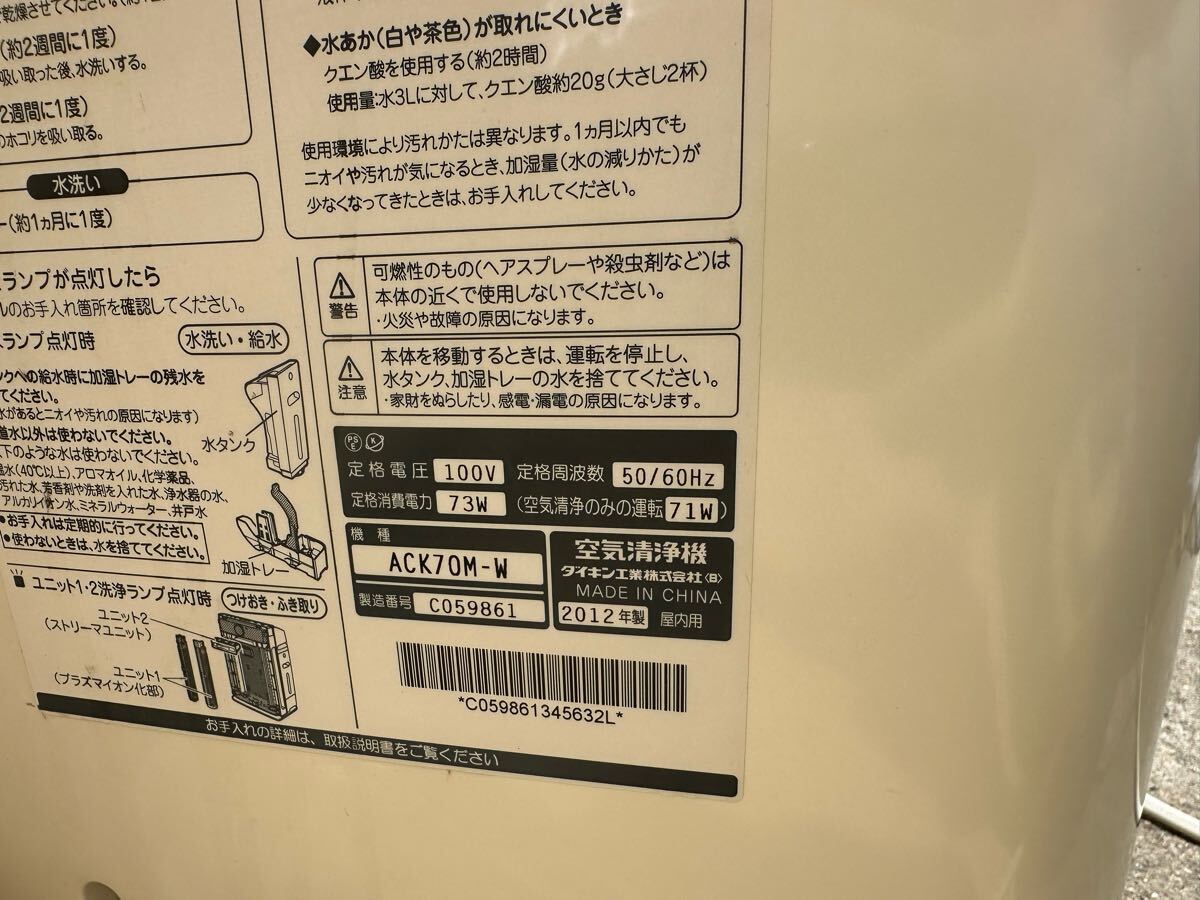 乾燥させてください。
(約2週間に1度)
吸い取った後、水洗いする。
2週間に1度)
のホコリを吸い取る。
水洗い
ー(約1ヵ月に1度)
◆水あか(白や茶色)が取れにくいとき
クエン酸を使用する(約2時間)
使用量:水3Lに対して、クエン酸約20g(大さじ2杯)
使用環境により汚れかたは異なります。1ヵ月以内でも
ニオイや汚れが気になるとき、加湿量(水の減りかた)が
少なくなってきたときは、お手入れしてください。
ランプが点灯したら
ルのお手入れ箇所を確認してください。
ランプ点灯時
水洗い・給水
ンクへの給水時に加湿トレーの残水を
てください。
水があるとニオイや汚れの原因になります)
道水以外は使わないでください。
下のような水は使わないでください。
温水(40℃以上)、アロマオイル、化学薬品、
汚れた水、芳香剤や洗剤を入れた水、浄水器の水、
アルカリイオン水、ミネラルウォーター、井戸水
●お手入れは定期的に行ってください。
●使わないときは、水を捨ててください。
水タンク
加湿トレー
ユニット1・2洗浄ランプ点灯時
つけおき・ふき取り
ユニット2
(ストリーマユニット)
ユニット1
(プラズマイオン化部)
警告
可燃性のもの(ヘアスプレーや殺虫剤など)は
本体の近くで使用しないでください。
・火災や故障の原因になります。
注意
本体を移動するときは、運転を停止し、
水タンク、加湿トレーの水を捨ててください。
・家財をぬらしたり、感電・漏電の原因になります。
PSE
定格電圧 100V 定格周波数 50/60Hz
定格消費電力 73W (空気清浄のみの運転 71W)
機種
ACK70M-W
製造番号 C059861
空気清浄機
ダイキン工業株式会社〈B〉
MADE IN CHINA
2012年製 屋内用
*C059861345632L*
お手入れの詳細は、取扱説明書をご覧ください